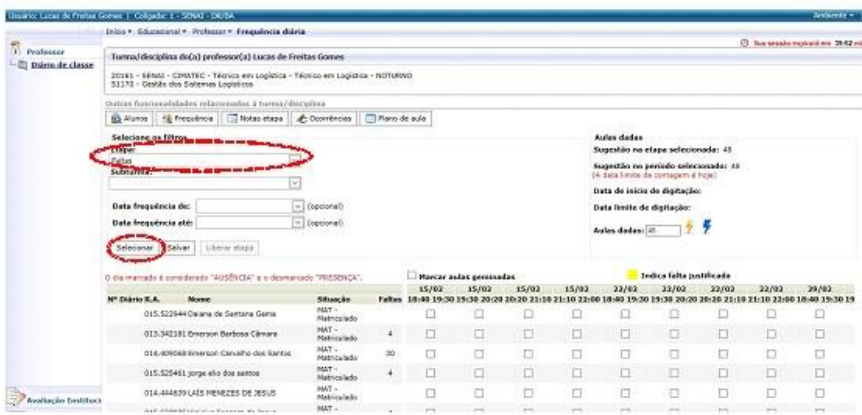 Usuário: Lucas de Freitas Gomes | Coligada: 1 - SENAI - DR/BA
Ambiente
Início Educacional Professor Frequência diária
Sua sessão expirará em 39:52
Professor
Diário de classe
Turma/disciplina do(a) professor(a) Lucas de Freitas Gomes
20161 - SENAI - CIMATEC - Técnico em Logística - Técnico em Logística - NOTURNO
51173 - Gestão dos Sistemas Logísticos
Outras funcionalidades relacionadas à turma/disciplina
Alunos Frequência Notas etapa Ocorrências Plano de aula
Selecione os filtros
Etapa:
Faltas
Subturma:
Data frequência de: (opcional)
Data frequência até: (opcional)
Selecionar Salvar Liberar etapa
Aulas dadas
Sugestão na etapa selecionada: 48
Sugestão no período selecionado: 48
(A data limite da contagem é hoje)
Data de início de digitação:
Data limite de digitação:
Aulas dadas: 48
O dia marcado é considerado "AUSÊNCIA" e o desmarcado "PRESENÇA".
Marcar aulas geminadas
Indica falta justificada
15/02 15/02 15/02 15/02 22/02 22/02 22/02 22/02 29/02
Nº Diário R.A. Nome Situação Faltas 18:40 19:30 19:30 20:20 20:20 21:10 21:10 22:00 18:40 19:30 19:30 20:20 20:20 21:10 21:10 22:00 18:40 19:30 19
015.522944 Daiana de Santana Gama MAT - Matriculado
013.342181 Emerson Barbosa Câmara MAT - Matriculado 4
014.409068 Emerson Carvalho dos Santos MAT - Matriculado 20
015.525461 jorge elio dos santos MAT - Matriculado 4
014.444639 LAÍS MENEZES DE JESUS MAT - Matriculado
MAT -
Avaliação